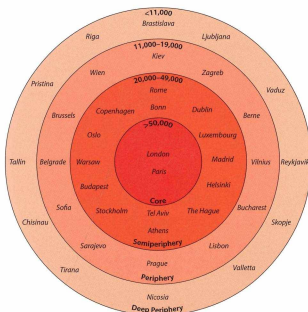 <11,000
Bratislava
Riga
Ljubljana
11,000–19,000
Kiev
Wien
Zagreb
Pristina
20,000–49,000
Vaduz
Rome
Brussels
Copenhagen
Bonn
Dublin
Berne
>50,000
Oslo
Luxembourg
London
Tallin
Belgrade
Warsaw
Madrid
Vilnius
Reykjavik
Paris
Budapest
Helsinki
Core
Sofia
Stockholm
Tel Aviv
The Hague
Bucharest
Chisinau
Skopje
Athens
Sarajevo
Semiperiphery
Lisbon
Tirana
Prague
Valletta
Periphery
Nicosia
Deep Periphery